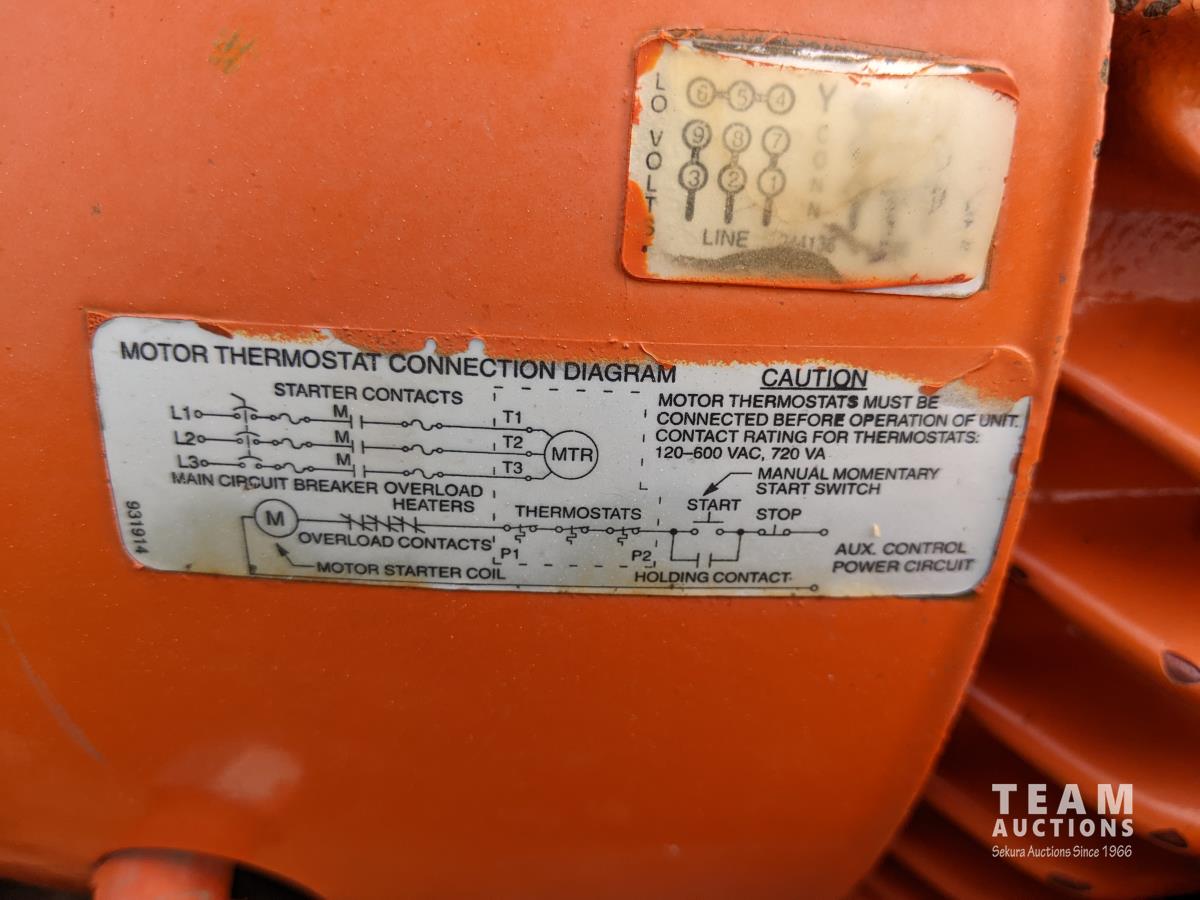 LO VOLTS
6 5 4 Y
9 8 7
3 2 1
CONN
LINE
MOTOR THERMOSTAT CONNECTION DIAGRAM
STARTER CONTACTS
L1 M T1
L2 M T2 MTR
L3 M T3
MAIN CIRCUIT BREAKER OVERLOAD
HEATERS
CAUTION
MOTOR THERMOSTATS MUST BE
CONNECTED BEFORE OPERATION OF UNIT.
CONTACT RATING FOR THERMOSTATS:
120–600 VAC, 720 VA
MANUAL MOMENTARY
START SWITCH
START
STOP
M
THERMOSTATS
OVERLOAD CONTACTS
P1 P2
MOTOR STARTER COIL
HOLDING CONTACT
AUX. CONTROL
POWER CIRCUIT
931914
TEAM
AUCTIONS
Sekura Auctions Since 1966